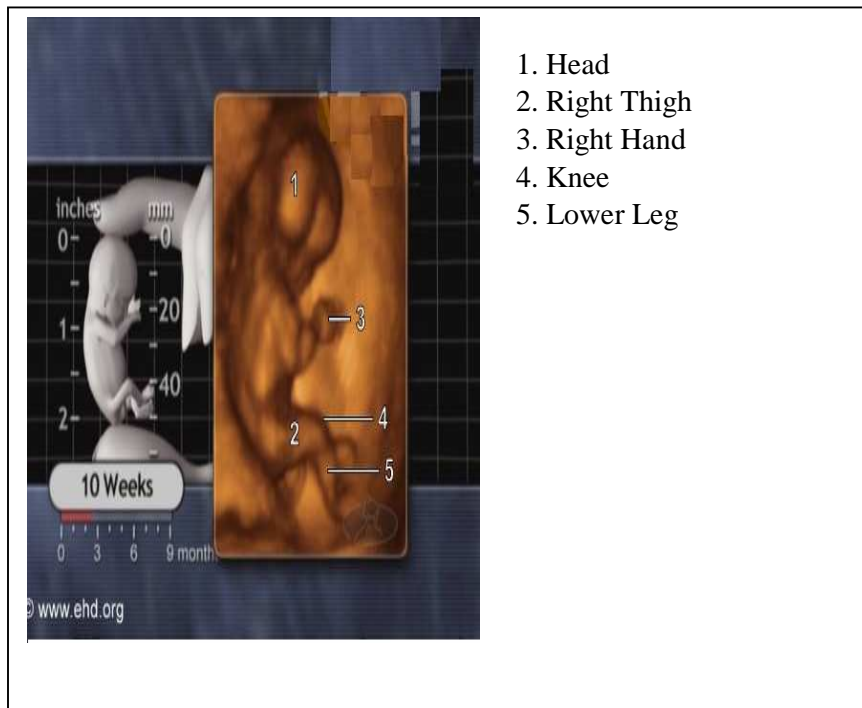 1. Head
2. Right Thigh
3. Right Hand
4. Knee
5. Lower Leg
inches mm
0 0
1 20
2 40
1
3
2
4
5
10 Weeks
0 3 6 9 month
© www.ehd.org